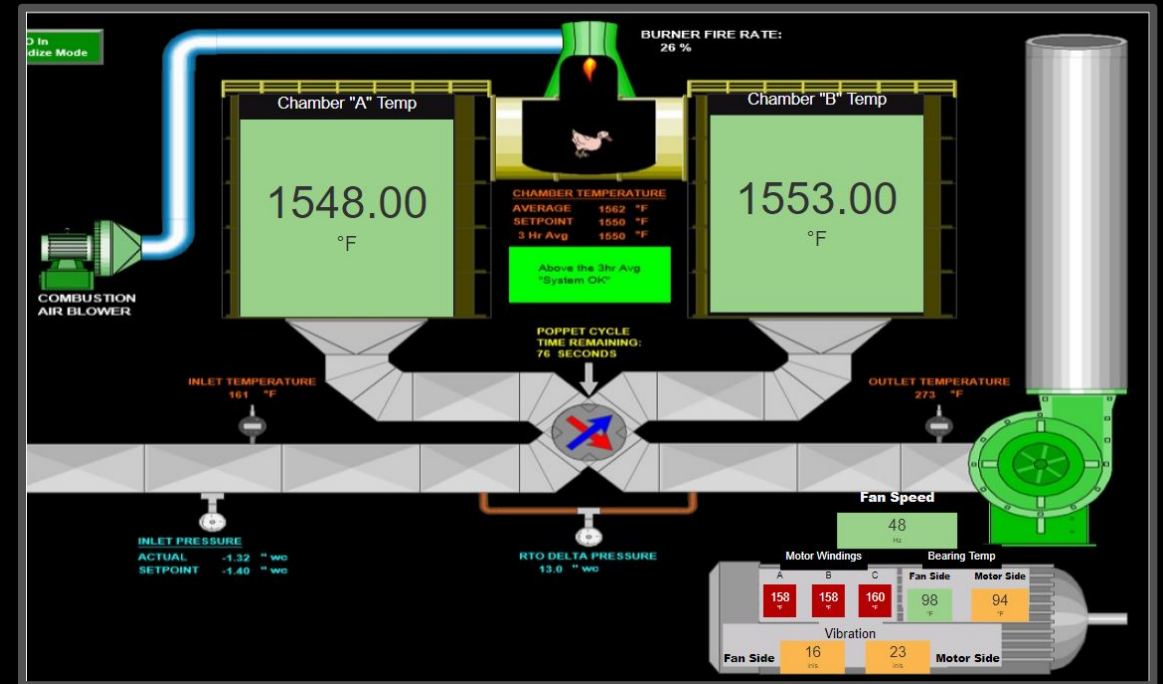 O In
dize Mode
BURNER FIRE RATE:
26 %
Chamber "A" Temp
Chamber "B" Temp
1548.00
°F
1553.00
°F
CHAMBER TEMPERATURE
AVERAGE 1562 °F
SETPOINT 1550 °F
3 Hr Avg 1550 °F
Above the 3hr Avg
"System OK"
COMBUSTION
AIR BLOWER
POPPET CYCLE
TIME REMAINING:
76 SECONDS
INLET TEMPERATURE
161 °F
OUTLET TEMPERATURE
273 °F
Fan Speed
48
Hz
INLET PRESSURE
ACTUAL -1.32 " wc
SETPOINT -1.40 " wc
RTO DELTA PRESSURE
13.0 " wc
Motor Windings
Bearing Temp
A B C Fan Side Motor Side
158 158 160 98 94
°F °F °F °F °F
Vibration
Fan Side 16 23 Motor Side
in/s in/s